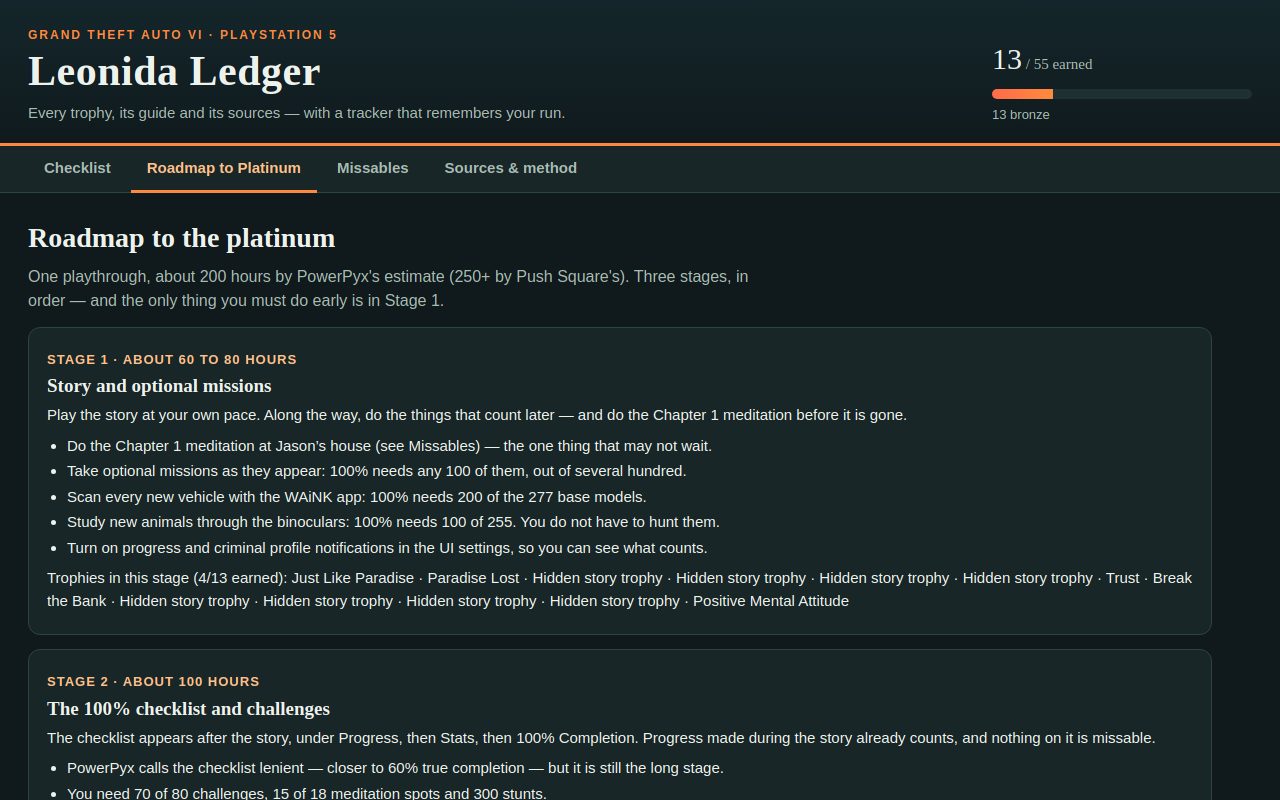 GRAND THEFT AUTO VI · PLAYSTATION 5
Leonida Ledger
Every trophy, its guide and its sources — with a tracker that remembers your run.
13 / 55 earned
13 bronze
Checklist
Roadmap to Platinum
Missables
Sources & method
Roadmap to the platinum
One playthrough, about 200 hours by PowerPyx's estimate (250+ by Push Square's). Three stages, in
order — and the only thing you must do early is in Stage 1.
STAGE 1 · ABOUT 60 TO 80 HOURS
Story and optional missions
Play the story at your own pace. Along the way, do the things that count later — and do the Chapter 1 meditation before it is gone.
• Do the Chapter 1 meditation at Jason’s house (see Missables) — the one thing that may not wait.
• Take optional missions as they appear: 100% needs any 100 of them, out of several hundred.
• Scan every new vehicle with the WAiNK app: 100% needs 200 of the 277 base models.
• Study new animals through the binoculars: 100% needs 100 of 255. You do not have to hunt them.
• Turn on progress and criminal profile notifications in the UI settings, so you can see what counts.
Trophies in this stage (4/13 earned): Just Like Paradise · Paradise Lost · Hidden story trophy · Hidden story trophy · Hidden story trophy · Hidden story trophy · Trust · Break
the Bank · Hidden story trophy · Hidden story trophy · Hidden story trophy · Hidden story trophy · Positive Mental Attitude
STAGE 2 · ABOUT 100 HOURS
The 100% checklist and challenges
The checklist appears after the story, under Progress, then Stats, then 100% Completion. Progress made during the story already counts, and nothing on it is missable.
• PowerPyx calls the checklist lenient — closer to 60% true completion — but it is still the long stage.
• You need 70 of 80 challenges, 15 of 18 meditation spots and 300 stunts.